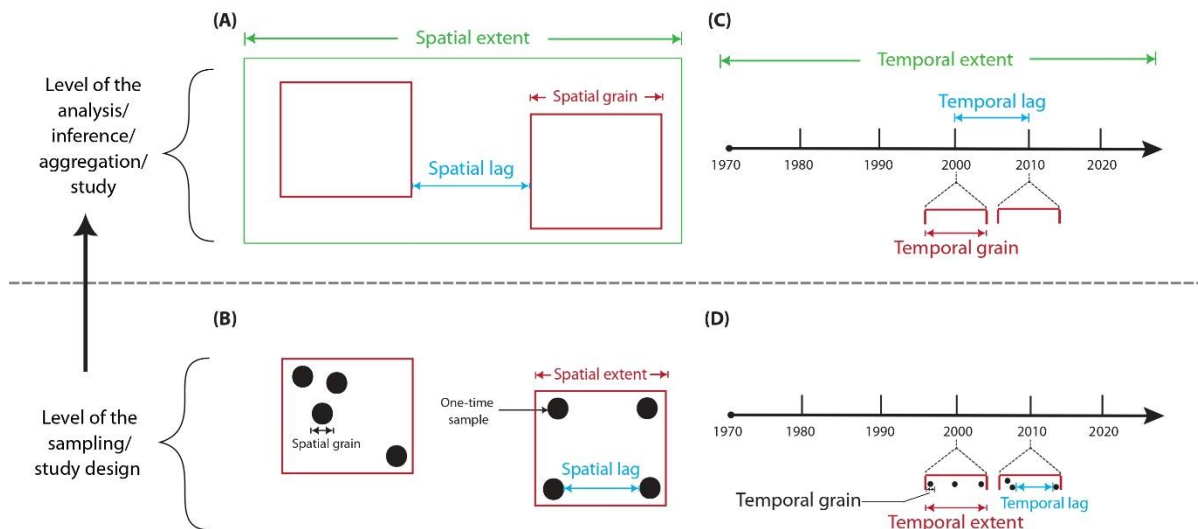 (A)
Spatial extent
Level of the
analysis/
inference/
aggregation/
study
Spatial grain
Spatial lag
(C)
Temporal extent
Temporal lag
1970
1980
1990
2000
2010
2020
Temporal grain
(B)
Level of the
sampling/
study design
Spatial grain
One-time
sample
Spatial extent
Spatial lag
(D)
1970
1980
1990
2000
2010
2020
Temporal grain
Temporal lag
Temporal extent